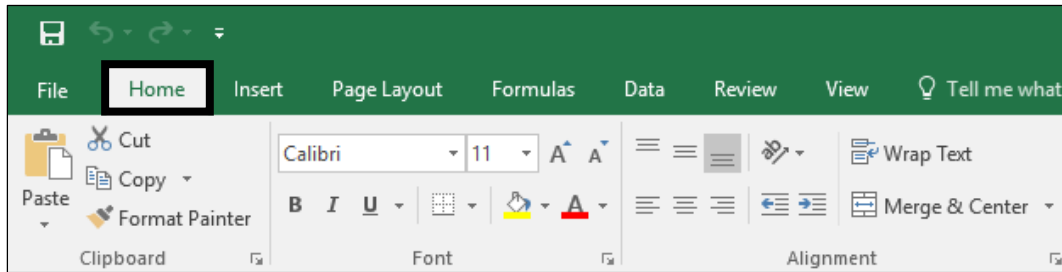 File Home Insert Page Layout Formulas Data Review View Tell me what
Cut
Copy
Paste
Format Painter
Clipboard
Calibri 11 A A
B I U A
Font
Wrap Text
Merge & Center
Alignment